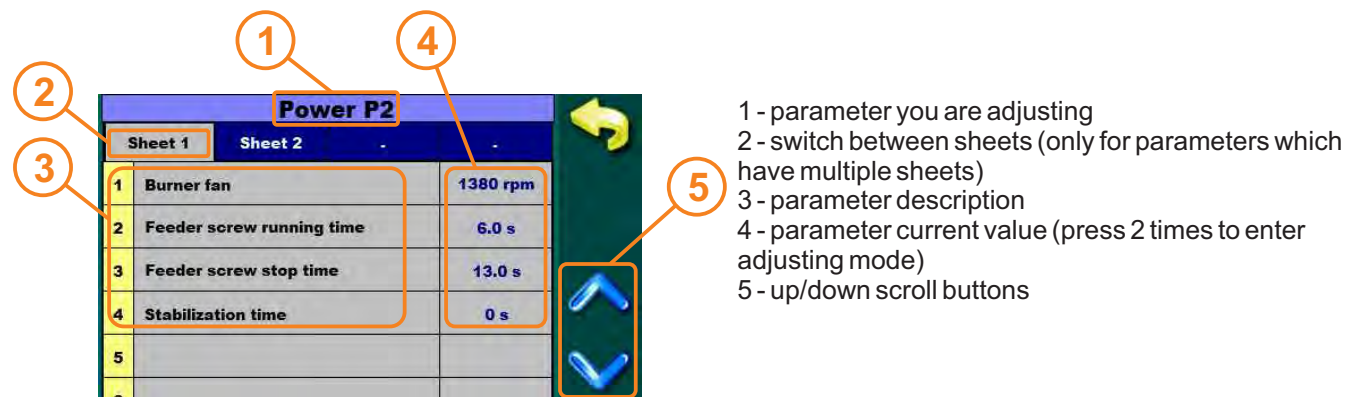 1
4
2
3
5
Power P2
Sheet 1 Sheet 2 - -
1 Burner fan 1380 rpm
2 Feeder screw running time 6.0 s
3 Feeder screw stop time 13.0 s
4 Stabilization time 0 s
5
1 - parameter you are adjusting
2 - switch between sheets (only for parameters which
have multiple sheets)
3 - parameter description
4 - parameter current value (press 2 times to enter
adjusting mode)
5 - up/down scroll buttons